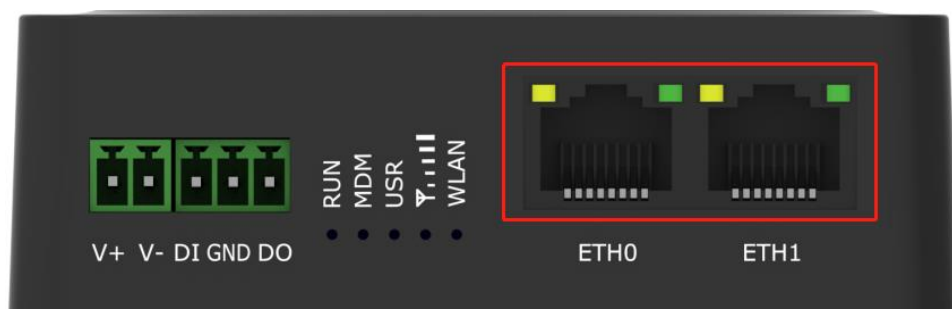 RUN
MDM
USR
WLAN
V+ V- DI GND DO
ETH0
ETH1